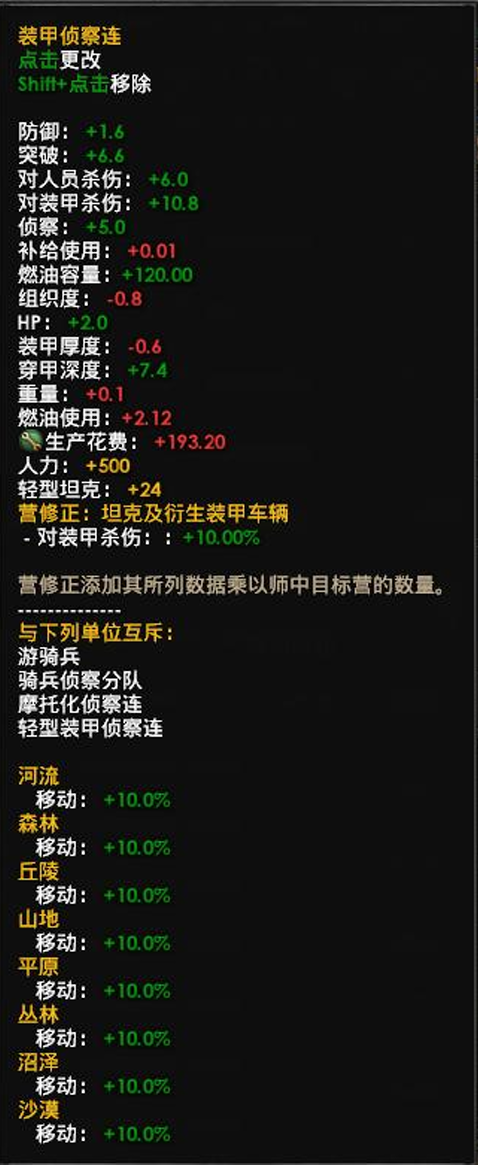 装甲侦察连
点击更改
Shift+点击移除
防御: +1.6
突破: +6.6
对人员杀伤: +6.0
对装甲杀伤: +10.8
侦察: +5.0
补给使用: +0.01
燃油容量: +120.00
组织度: -0.8
HP: +2.0
装甲厚度: -0.6
穿甲深度: +7.4
重量: +0.1
燃油使用: +2.12
生产花费: +193.20
人力: +500
轻型坦克: +24
营修正: 坦克及衍生装甲车辆
- 对装甲杀伤: : +10.00%
营修正添加其所列数据乘以师中目标营的数量。
--------------
与下列单位互斥:
游骑兵
骑兵侦察分队
摩托化侦察连
轻型装甲侦察连
河流
移动: +10.0%
森林
移动: +10.0%
丘陵
移动: +10.0%
山地
移动: +10.0%
平原
移动: +10.0%
丛林
移动: +10.0%
沼泽
移动: +10.0%
沙漠
移动: +10.0%